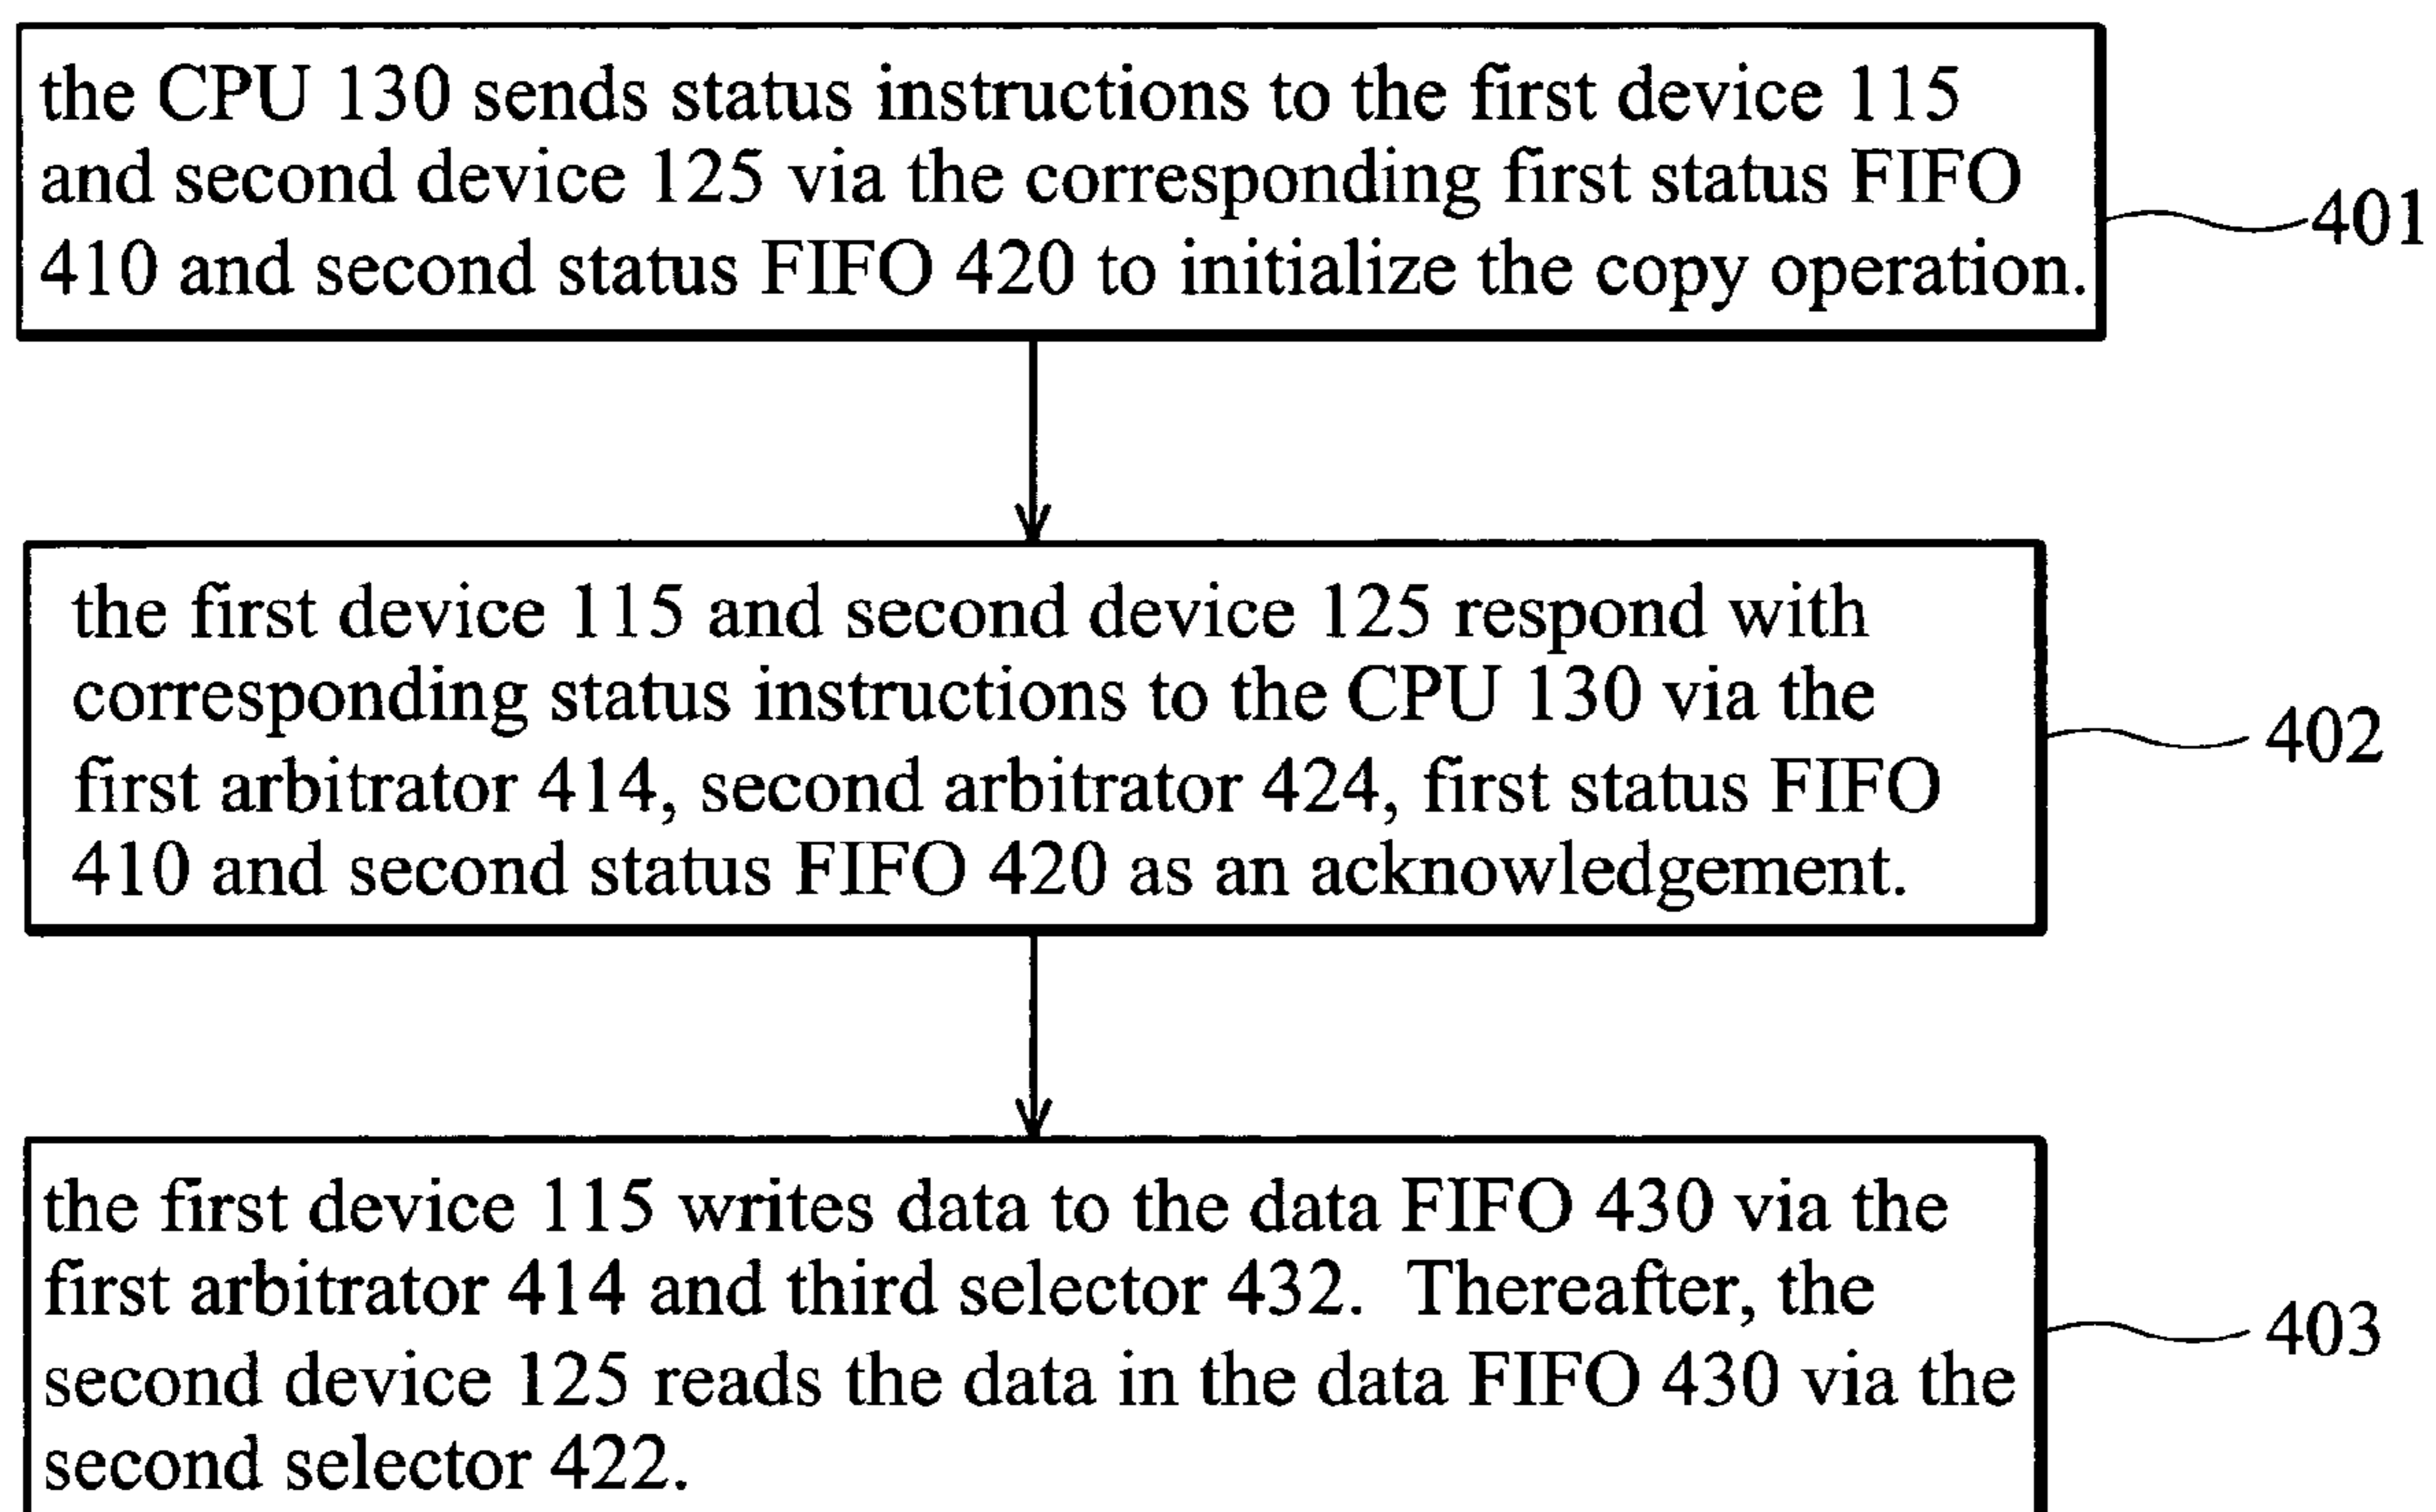 the CPU 130 sends status instructions to the first device 115
and second device 125 via the corresponding first status FIFO
410 and second status FIFO 420 to initialize the copy operation.
401
the first device 115 and second device 125 respond with
corresponding status instructions to the CPU 130 via the
first arbitrator 414, second arbitrator 424, first status FIFO
410 and second status FIFO 420 as an acknowledgement.
402
the first device 115 writes data to the data FIFO 430 via the
first arbitrator 414 and third selector 432. Thereafter, the
second device 125 reads the data in the data FIFO 430 via the
second selector 422.
403